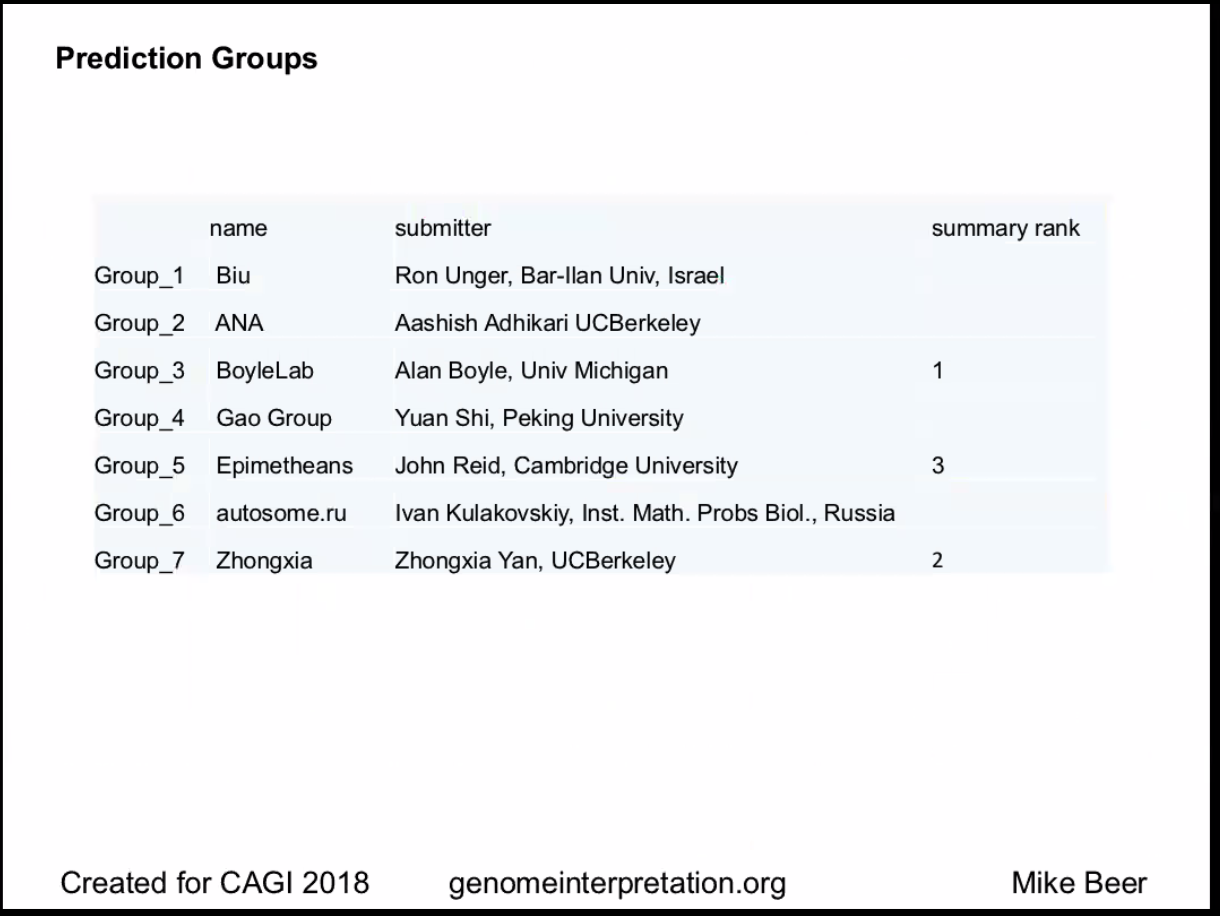 Prediction Groups
name submitter summary rank
Group_1 Biu Ron Unger, Bar-Ilan Univ, Israel
Group_2 ANA Aashish Adhikari UCBerkeley
Group_3 BoyleLab Alan Boyle, Univ Michigan 1
Group_4 Gao Group Yuan Shi, Peking University
Group_5 Epimetheans John Reid, Cambridge University 3
Group_6 autosome.ru Ivan Kulakovskiy, Inst. Math. Probs Biol., Russia
Group_7 Zhongxia Zhongxia Yan, UCBerkeley 2
Created for CAGI 2018 genomeinterpretation.org Mike Beer